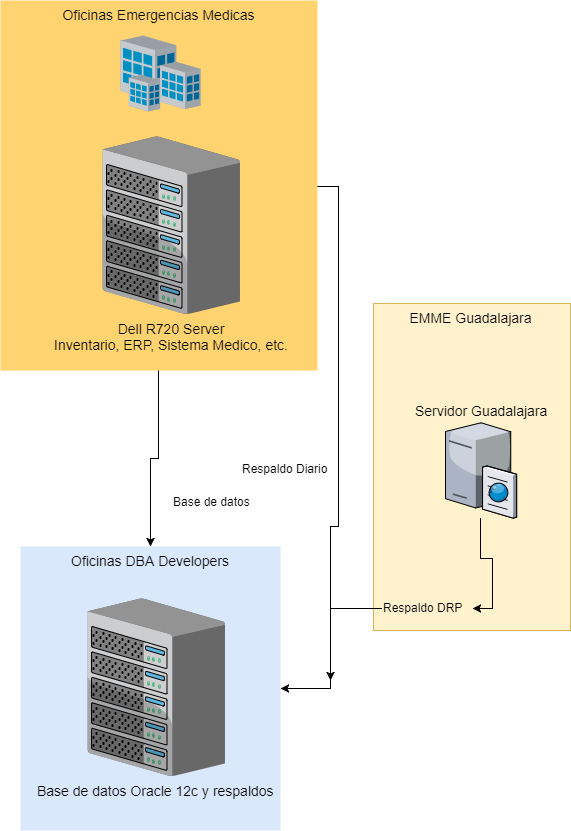 Oficinas Emergencias Medicas
Dell R720 Server
Inventario, ERP, Sistema Medico, etc.
EMME Guadalajara
Servidor Guadalajara
Respaldo Diario
Base de datos
Oficinas DBA Developers
Respaldo DRP
Base de datos Oracle 12c y respaldos